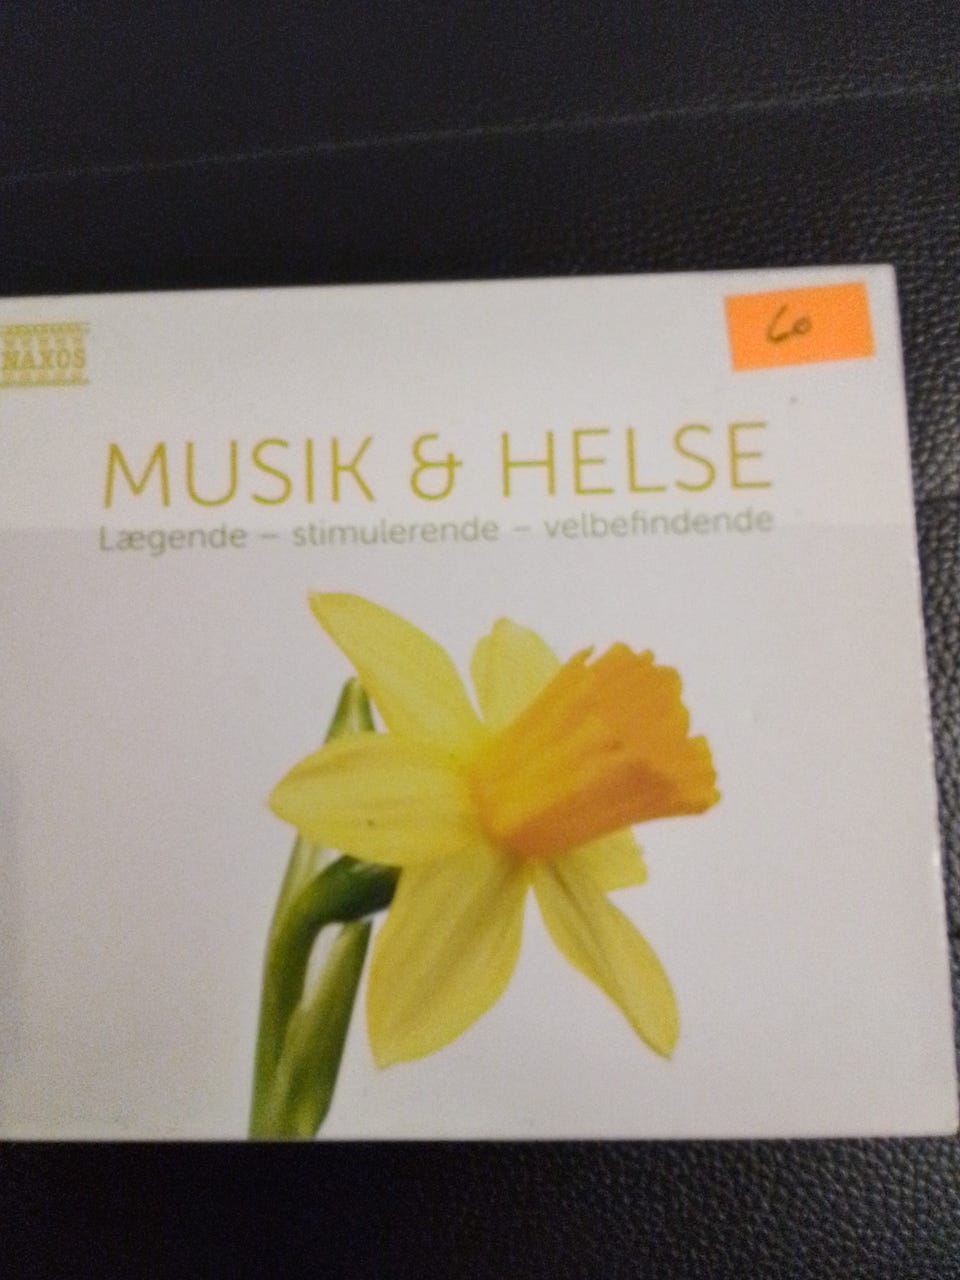 60
NAXOS
MUSIK & HELSE
Lægende – stimulerende – velbefindende